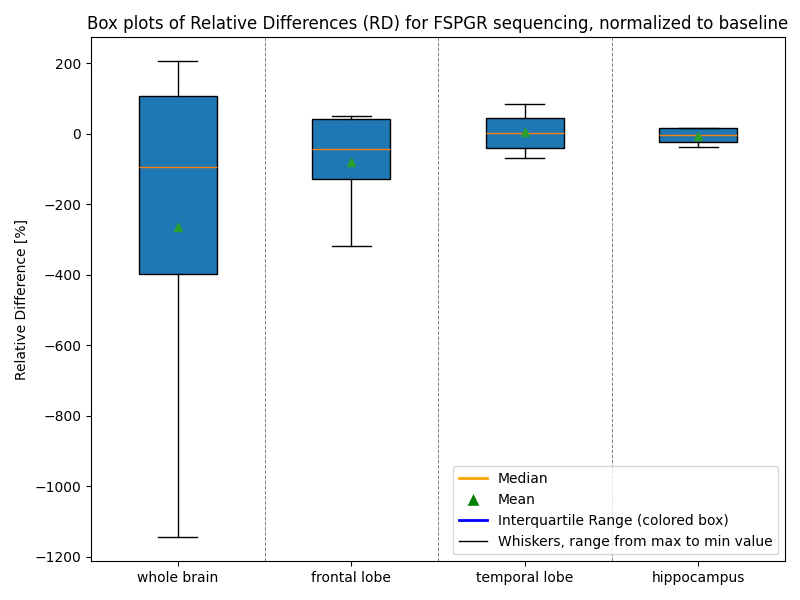 Box plots of Relative Differences (RD) for FSPGR sequencing, normalized to baseline
Relative Difference [%]
200
0
−200
−400
−600
−800
−1000
−1200
whole brain
frontal lobe
temporal lobe
hippocampus
Median
Mean
Interquartile Range (colored box)
Whiskers, range from max to min value